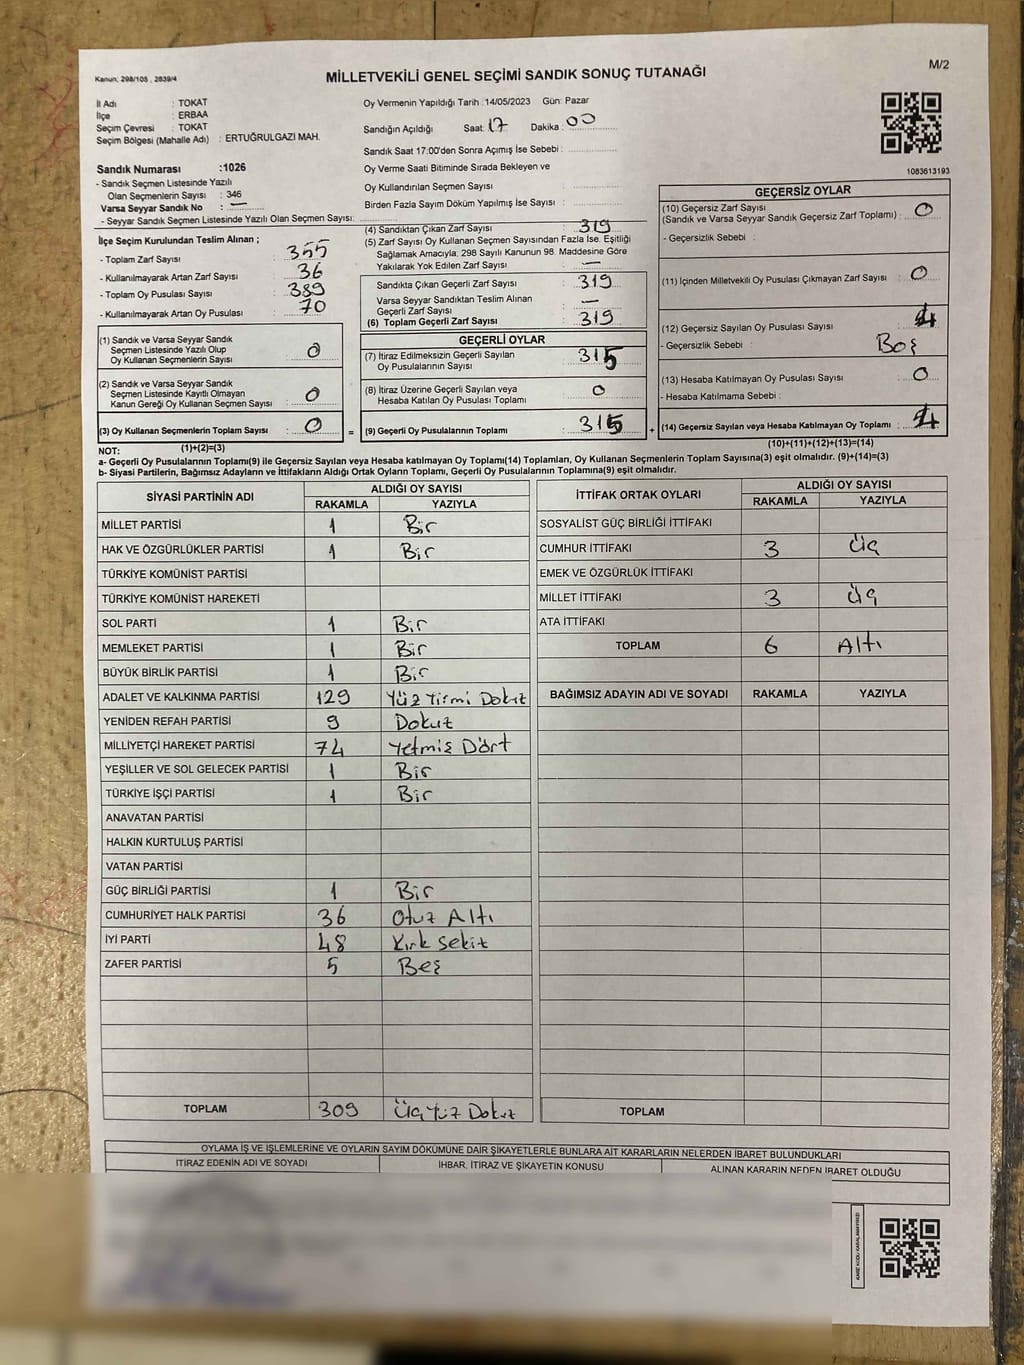 Kanun: 298/105 , 2839/4
MİLLETVEKİLİ GENEL SEÇİMİ SANDIK SONUÇ TUTANAĞI
M/2
İl Adı : TOKAT
İlçe : ERBAA
Seçim Çevresi : TOKAT
Seçim Bölgesi (Mahalle Adı) : ERTUĞRULGAZİ MAH.
Oy Vermenin Yapıldığı Tarih :14/05/2023 Gün: Pazar
Sandığın Açıldığı Saat: 17 Dakika : 00
Sandık Saat 17:00'den Sonra Açımış İse Sebebi :
Oy Verme Saati Bitiminde Sırada Bekleyen ve
Oy Kullandırılan Seçmen Sayısı :
Birden Fazla Sayım Döküm Yapılmış İse Sayısı :
Sandık Numarası :1026
- Sandık Seçmen Listesinde Yazılı
Olan Seçmenlerin Sayısı : 346
Varsa Seyyar Sandık No : —
- Seyyar Sandık Seçmen Listesinde Yazılı Olan Seçmen Sayısı:
1083613193
İlçe Seçim Kurulundan Teslim Alınan ;
- Toplam Zarf Sayısı : 355
- Kullanılmayarak Artan Zarf Sayısı : 36
- Toplam Oy Pusulası Sayısı : 389
- Kullanılmayarak Artan Oy Pusulası : 70
(4) Sandıktan Çıkan Zarf Sayısı : 319
(5) Zarf Sayısı Oy Kullanan Seçmen Sayısından Fazla İse, Eşitliği
Sağlamak Amacıyla; 298 Sayılı Kanunun 98. Maddesine Göre
Yakılarak Yok Edilen Zarf Sayısı : —
Sandıkta Çıkan Geçerli Zarf Sayısı : 319
Varsa Seyyar Sandıktan Teslim Alınan
Geçerli Zarf Sayısı : —
(6) Toplam Geçerli Zarf Sayısı : 319
GEÇERSİZ OYLAR
(10) Geçersiz Zarf Sayısı
(Sandık ve Varsa Seyyar Sandık Geçersiz Zarf Toplamı) : 0
- Geçersizlik Sebebi :
(11) İçinden Milletvekili Oy Pusulası Çıkmayan Zarf Sayısı : 0
(12) Geçersiz Sayılan Oy Pusulası Sayısı : 4
- Geçersizlik Sebebi : Boş
(13) Hesaba Katılmayan Oy Pusulası Sayısı : 0
- Hesaba Katılmama Sebebi :
(14) Geçersiz Sayılan veya Hesaba Katılmayan Oy Toplamı : 4
(1) Sandık ve Varsa Seyyar Sandık
Seçmen Listesinde Yazılı Olup
Oy Kullanan Seçmenlerin Sayısı : 0
(2) Sandık ve Varsa Seyyar Sandık
Seçmen Listesinde Kayıtlı Olmayan
Kanun Gereği Oy Kullanan Seçmen Sayısı : 0
(3) Oy Kullanan Seçmenlerin Toplam Sayısı : 0 =
GEÇERLİ OYLAR
(7) İtiraz Edilmeksizin Geçerli Sayılan
Oy Pusulalarının Sayısı : 315
(8) İtiraz Üzerine Geçerli Sayılan veya
Hesaba Katılan Oy Pusulası Toplamı : 0
(9) Geçerli Oy Pusulalarının Toplamı : 315 +
(1)+(2)=(3)
(10)+(11)+(12)+(13)=(14)
NOT:
a- Geçerli Oy Pusulalarının Toplamı(9) ile Geçersiz Sayılan veya Hesaba katılmayan Oy Toplamı(14) Toplamları, Oy Kullanan Seçmenlerin Toplam Sayısına(3) eşit olmalıdır. (9)+(14)=(3)
b- Siyasi Partilerin, Bağımsız Adayların ve İttifakların Aldığı Ortak Oyların Toplamı, Geçerli Oy Pusulalarının Toplamına(9) eşit olmalıdır.
SİYASİ PARTİNİN ADI ALDIĞI OY SAYISI
RAKAMLA YAZIYLA
MİLLET PARTİSİ 1 Bir
HAK VE ÖZGÜRLÜKLER PARTİSİ 1 Bir
TÜRKİYE KOMÜNİST PARTİSİ
TÜRKİYE KOMÜNİST HAREKETİ
SOL PARTİ 1 Bir
MEMLEKET PARTİSİ 1 Bir
BÜYÜK BİRLİK PARTİSİ 1 Bir
ADALET VE KALKINMA PARTİSİ 129 Yüz Yirmi Dokuz
YENİDEN REFAH PARTİSİ 9 Dokuz
MİLLİYETÇİ HAREKET PARTİSİ 74 Yetmiş Dört
YEŞİLLER VE SOL GELECEK PARTİSİ 1 Bir
TÜRKİYE İŞÇİ PARTİSİ 1 Bir
ANAVATAN PARTİSİ
HALKIN KURTULUŞ PARTİSİ
VATAN PARTİSİ
GÜÇ BİRLİĞİ PARTİSİ 1 Bir
CUMHURİYET HALK PARTİSİ 36 Otuz Altı
İYİ PARTİ 48 Kırk Sekiz
ZAFER PARTİSİ 5 Beş
TOPLAM 309 Üçyüz Dokuz
İTTİFAK ORTAK OYLARI ALDIĞI OY SAYISI
RAKAMLA YAZIYLA
SOSYALİST GÜÇ BİRLİĞİ İTTİFAKI
CUMHUR İTTİFAKI 3 Üç
EMEK VE ÖZGÜRLÜK İTTİFAKI
MİLLET İTTİFAKI 3 Üç
ATA İTTİFAKI
TOPLAM 6 Altı
BAĞIMSIZ ADAYIN ADI VE SOYADI RAKAMLA YAZIYLA
TOPLAM
OYLAMA İŞ VE İŞLEMLERİNE VE OYLARIN SAYIM DÖKÜMÜNE DAİR ŞİKAYETLERLE BUNLARA AİT KARARLARIN NELERDEN İBARET BULUNDUKLARI
İTİRAZ EDENİN ADI VE SOYADI İHBAR, İTİRAZ VE ŞİKAYETİN KONUSU ALINAN KARARIN NEDEN İBARET OLDUĞU
KARE KODU KARALAMAYINIZ!